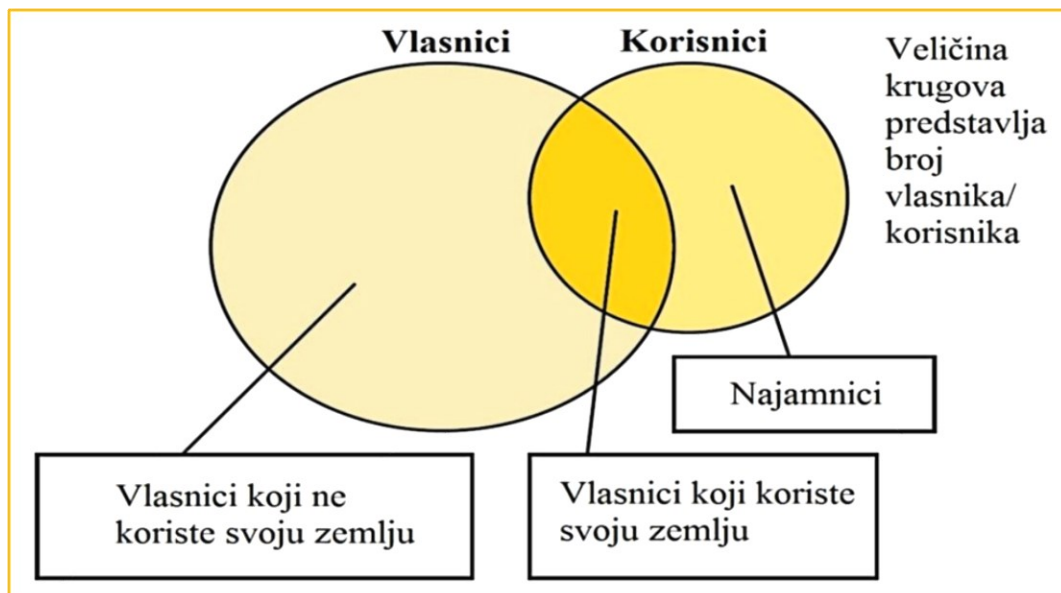 Vlasnici
Korisnici
Veličina
krugova
predstavlja
broj
vlasnika/
korisnika
Najamnici
Vlasnici koji ne
koriste svoju zemlju
Vlasnici koji koriste
svoju zemlju